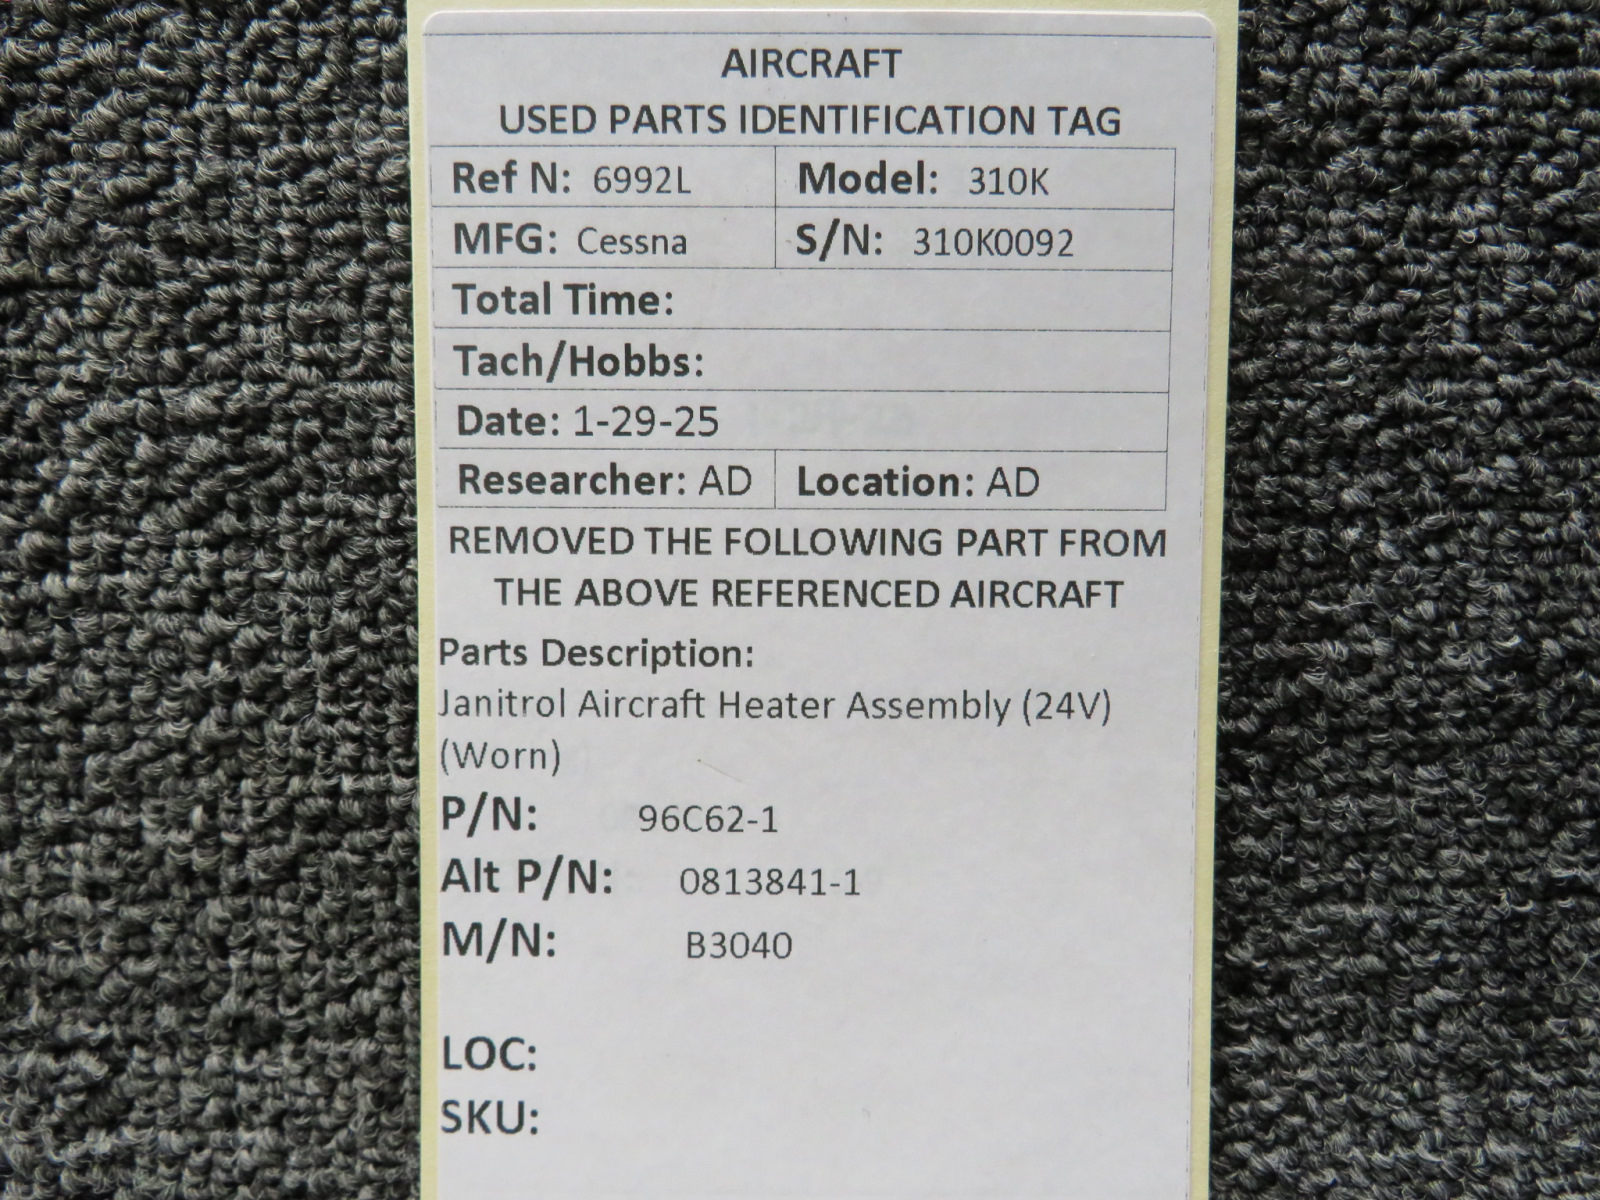 AIRCRAFT
USED PARTS IDENTIFICATION TAG
Ref N: 6992L Model: 310K
MFG: Cessna S/N: 310K0092
Total Time:
Tach/Hobbs:
Date: 1-29-25
Researcher: AD Location: AD
REMOVED THE FOLLOWING PART FROM
THE ABOVE REFERENCED AIRCRAFT
Parts Description:
Janitrol Aircraft Heater Assembly (24V)
(Worn)
P/N: 96C62-1
Alt P/N: 0813841-1
M/N: B3040
LOC:
SKU: